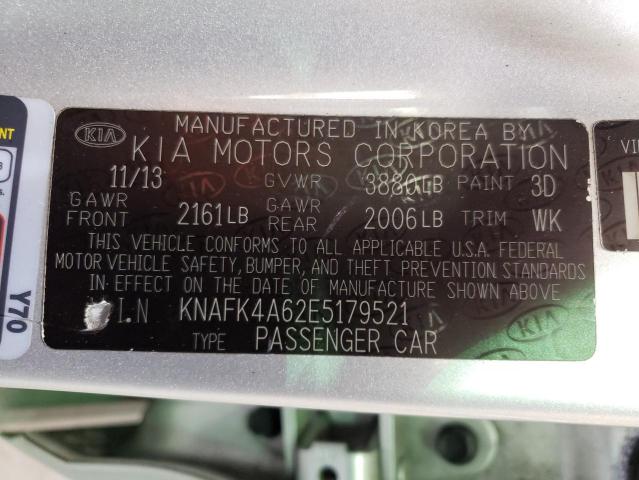 MANUFACTURED IN KOREA BY
KIA KIA MOTORS CORPORATION
11/13 GVWR 3880LB PAINT 3D
GAWR FRONT 2161LB GAWR REAR 2006LB TRIM WK
THIS VEHICLE CONFORMS TO ALL APPLICABLE U.S.A. FEDERAL
MOTOR VEHICLE SAFETY, BUMPER, AND THEFT PREVENTION STANDARDS
IN EFFECT ON THE DATE OF MANUFACTURE SHOWN ABOVE
I.N KNAFK4A62E5179521
TYPE PASSENGER CAR
Y70
VI